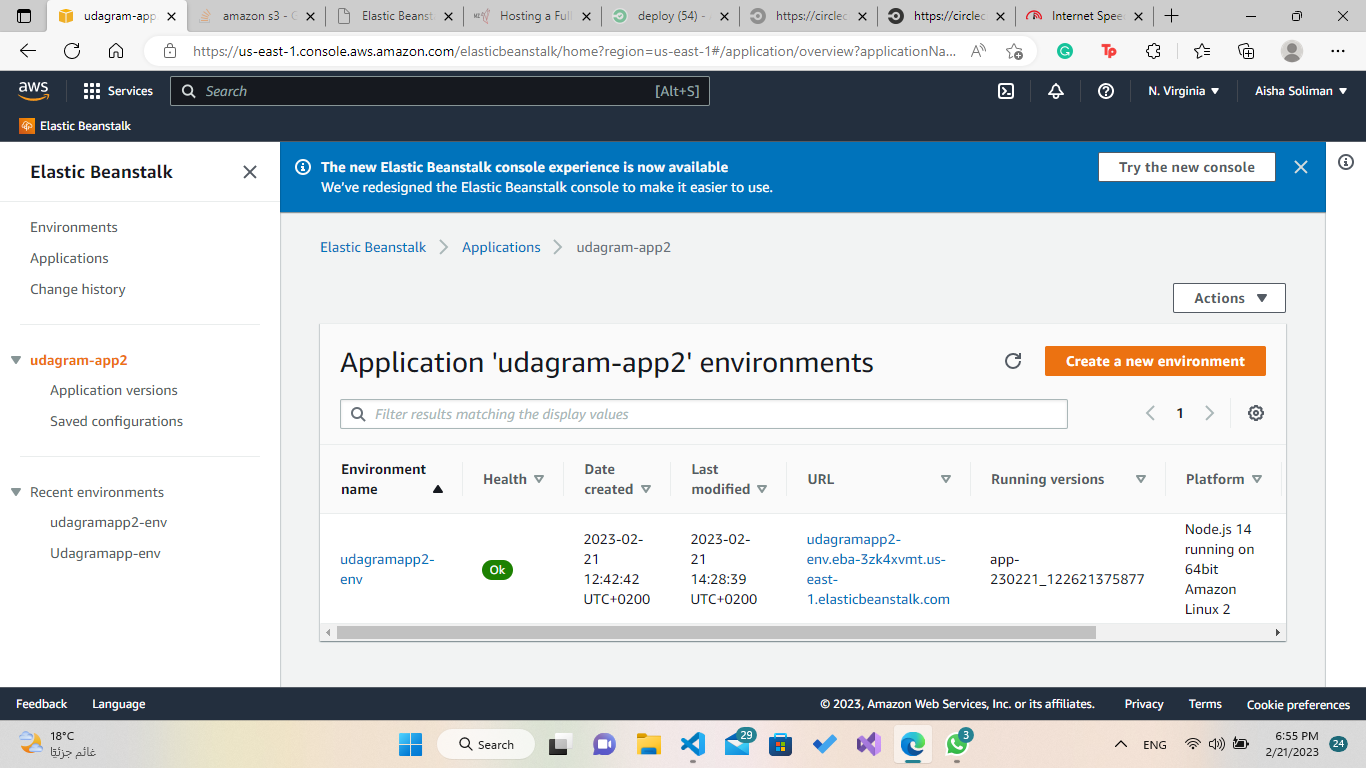 udagram-app
amazon s3 - G
Elastic Beanst
Hosting a Full
deploy (54) -
https://circlec
https://circlec
Internet Spee
https://us-east-1.console.aws.amazon.com/elasticbeanstalk/home?region=us-east-1#/application/overview?applicationNa...
aws
Services
Search
[Alt+S]
N. Virginia
Aisha Soliman
Elastic Beanstalk
Elastic Beanstalk
Environments
Applications
Change history
udagram-app2
Application versions
Saved configurations
Recent environments
udagramapp2-env
Udagramapp-env
The new Elastic Beanstalk console experience is now available
We've redesigned the Elastic Beanstalk console to make it easier to use.
Try the new console
Elastic Beanstalk
Applications
udagram-app2
Actions
Application 'udagram-app2' environments
Create a new environment
Filter results matching the display values
1
Environment
name
Health
Date
created
Last
modified
URL
Running versions
Platform
udagramapp2-
env
Ok
2023-02-
21
12:42:42
UTC+0200
2023-02-
21
14:28:39
UTC+0200
udagramapp2-
env.eba-3zk4xvmt.us-
east-
1.elasticbeanstalk.com
app-
230221_122621375877
Node.js 14
running on
64bit
Amazon
Linux 2
Feedback
Language
© 2023, Amazon Web Services, Inc. or its affiliates.
Privacy
Terms
Cookie preferences
18°C
غائم جزئيًا
Search
29
3
ENG
6:55 PM
2/21/2023
24